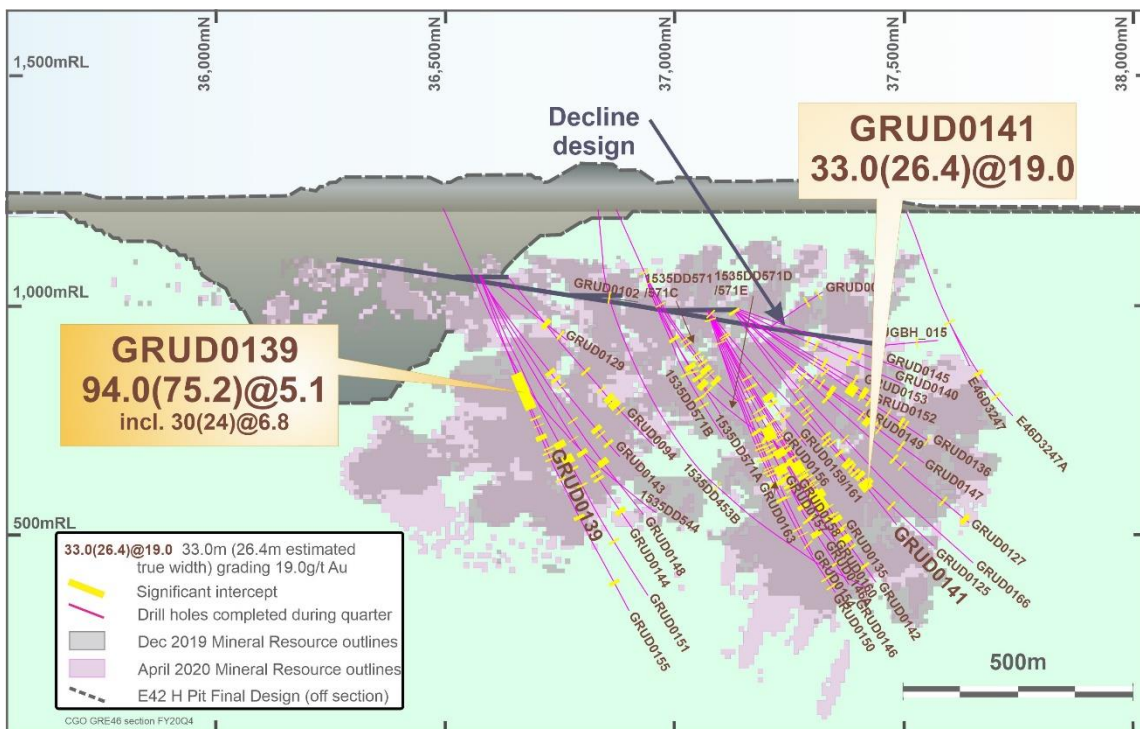 36,000mN
36,500mN
37,000mN
37,500mN
38,000mN
1,500mRL
1,000mRL
500mRL
Decline
design
GRUD0141
33.0(26.4)@19.0
GRUD0139
94.0(75.2)@5.1
incl. 30(24)@6.8
GRUD0102
1535DD571
/571C
1535DD571D
/571E
UGBH_015
GRUD0129
GRUD0145
GRUD0140
GRUD0153
GRUD0152
GRUD0149
GRUD0136
GRUD0147
E46D3247
E46D3247A
1535DD571B
1535DD571A
GRUD0094
GRUD0143
1535DD453B
1535DD544
GRUD0159/161
GRUD0156
GRUD0163
GRUD0139
GRUD0148
GRUD0144
GRUD0151
GRUD0155
GRUD0135
GRUD0141
GRUD0127
GRUD0125
GRUD0166
GRUD0142
GRUD0146
GRUD0150
500m
33.0(26.4)@19.0 33.0m (26.4m estimated
true width) grading 19.0g/t Au
Significant intercept
Drill holes completed during quarter
Dec 2019 Mineral Resource outlines
April 2020 Mineral Resource outlines
E42 H Pit Final Design (off section)
CGO GRE46 section FY20Q4